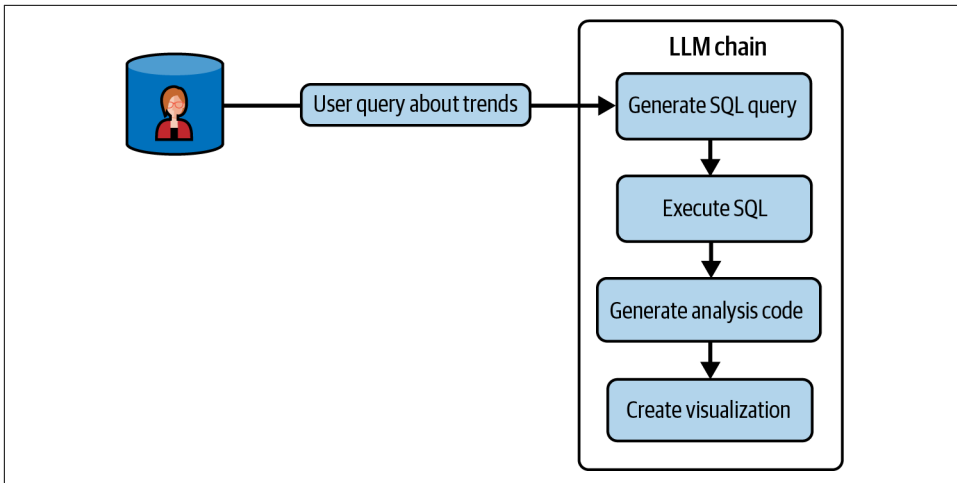 LLM chain
User query about trends
Generate SQL query
Execute SQL
Generate analysis code
Create visualization